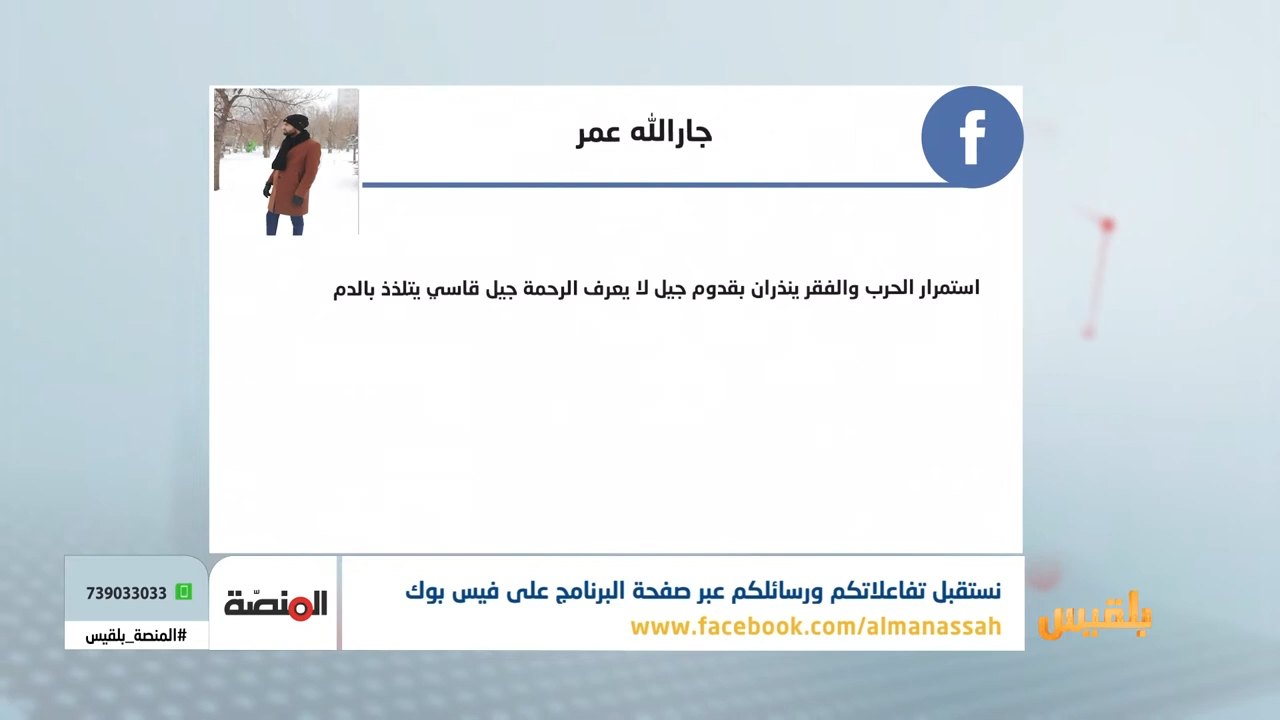 جارالله عمر
f
استمرار الحرب والفقر ينذران بقدوم جيل لا يعرف الرحمة جيل قاسي يتلذذ بالدم
نستقبل تفاعلاتكم ورسائلكم عبر صفحة البرنامج على فيس بوك
www.facebook.com/almanassah
المنصّة
739033033
#المنصة_بلقيس
بلقيس